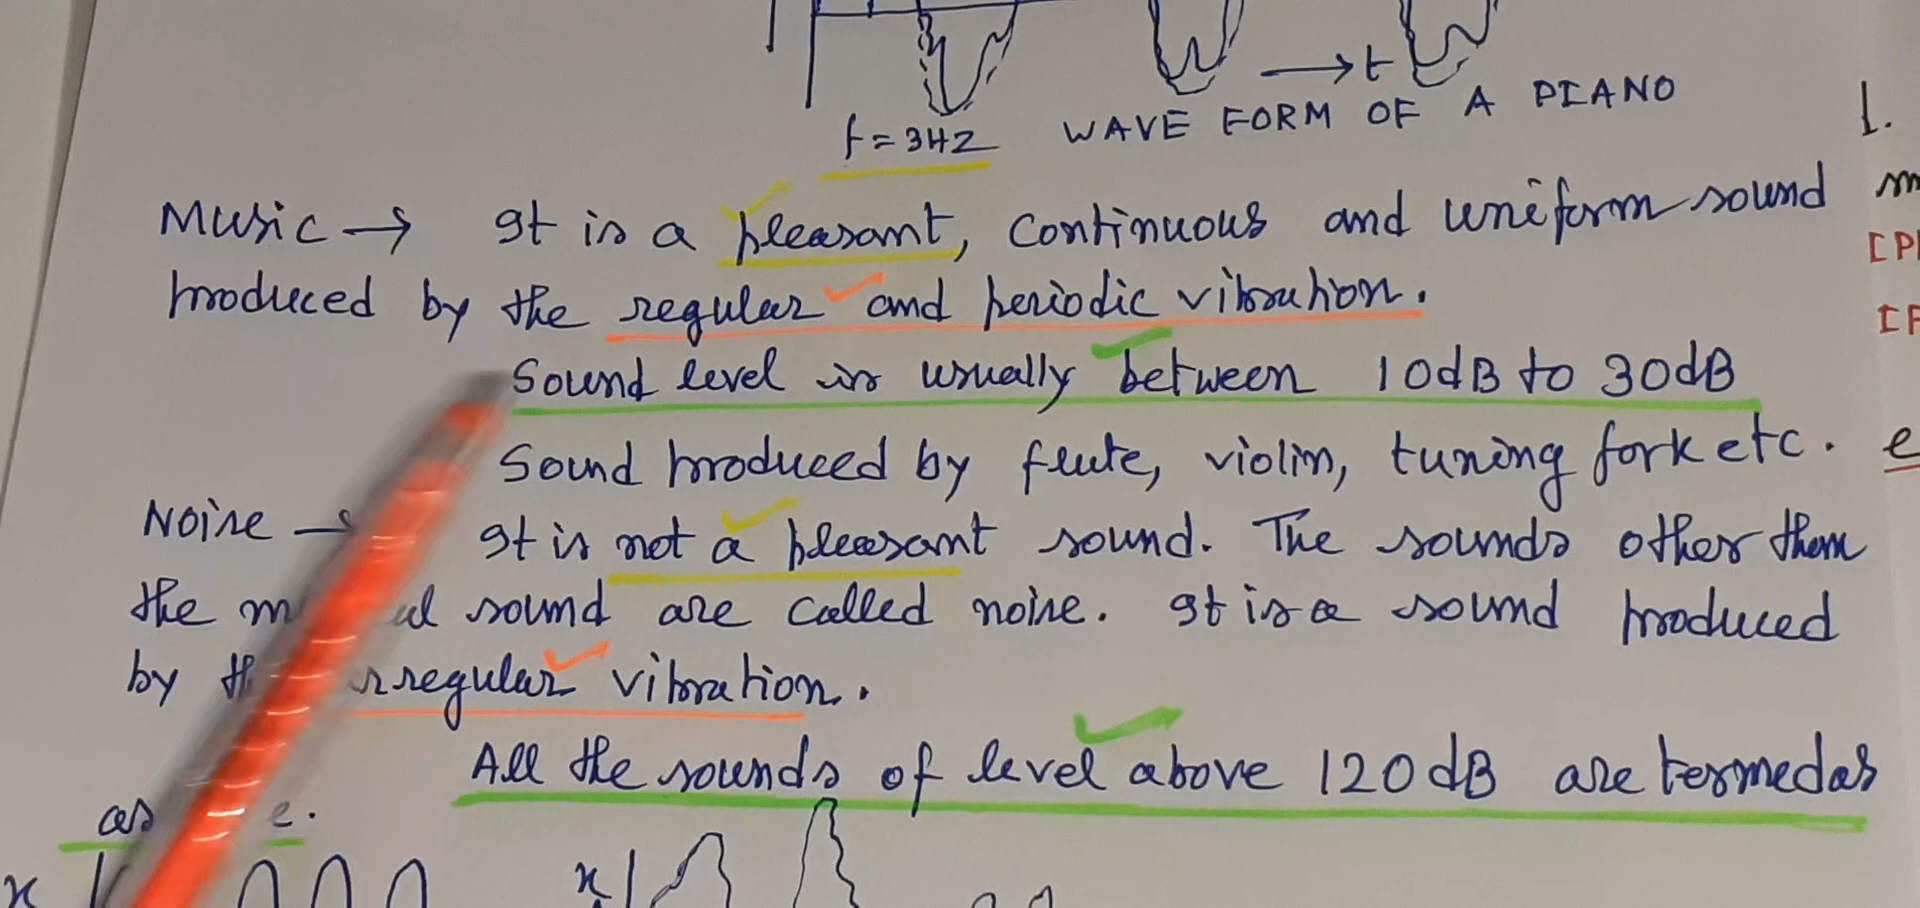 t
f = 3HZ WAVE FORM OF A PIANO
1.
Music → It is a pleasant, continuous and uniform sound
produced by the regular and periodic vibration.
Sound level is usually between 10dB to 30dB
Sound produced by flute, violin, tuning fork etc.
Noise → It is not a pleasant sound. The sounds other than
the sound are called noise. It is a sound produced
by vibration.
All the sounds of level above 120dB are termed as
as
x x